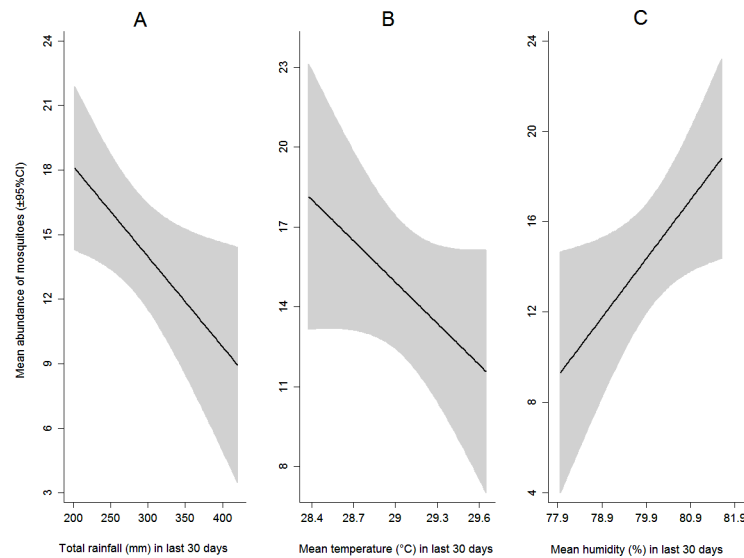 A
B
C
Mean abundance of mosquitoes (±95%CI)
24
21
18
15
12
9
6
3
23
20
17
14
11
8
24
20
16
12
8
4
200 250 300 350 400
28.4 28.7 29 29.3 29.6
77.9 78.9 79.9 80.9 81.9
Total rainfall (mm) in last 30 days
Mean temperature (°C) in last 30 days
Mean humidity (%) in last 30 days